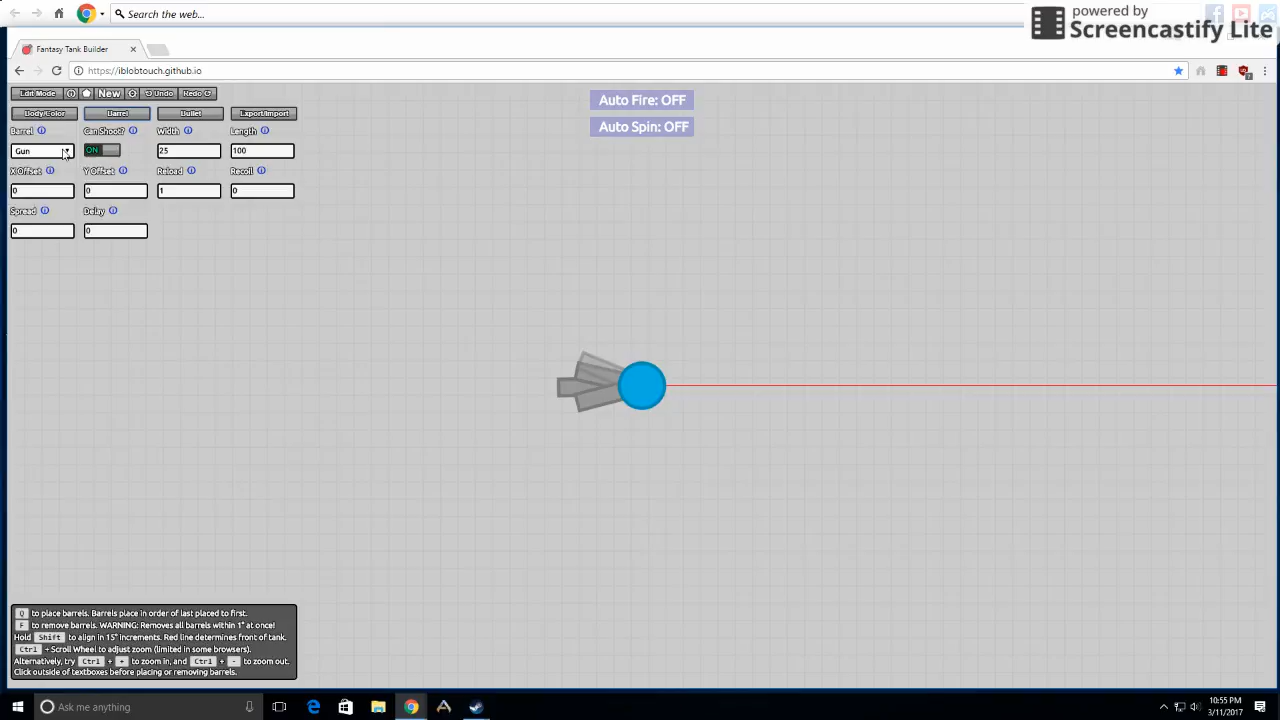 Search the web...
powered by
Screencastify Lite
Fantasy Tank Builder
https://iblobtouch.github.io
Edit Mode New Undo Redo
Body/Color Barrel Bullet Export/Import
Barrel Can Shoot? Width Length
Gun ON 25 100
X Offset Y Offset Reload Recoil
0 0 1 0
Spread Delay
0 0
Auto Fire: OFF
Auto Spin: OFF
Q to place barrels. Barrels place in order of last placed to first.
F to remove barrels. WARNING: Removes all barrels within 1° at once!
Hold Shift to align in 15° increments. Red line determines front of tank.
Ctrl + Scroll Wheel to adjust zoom (limited in some browsers).
Alternatively, try Ctrl + + to zoom in, and Ctrl + - to zoom out.
Click outside of textboxes before placing or removing barrels.
Ask me anything
10:55 PM
3/11/2017